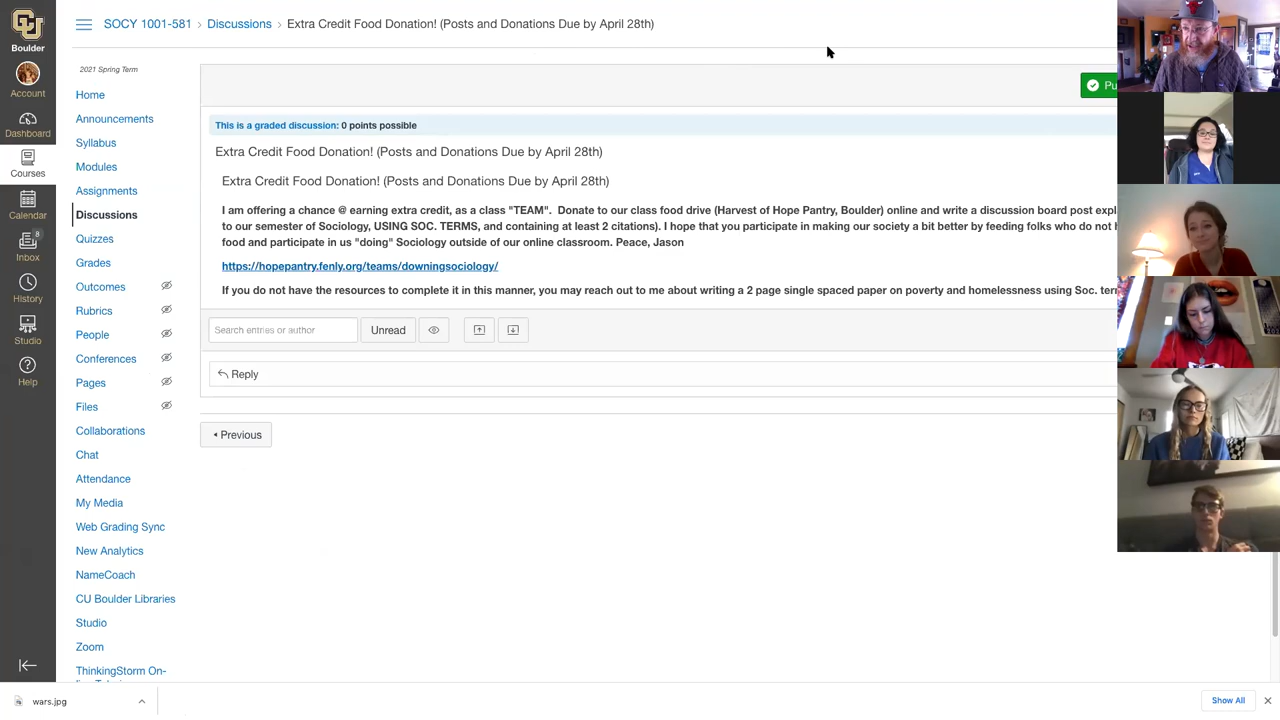 SOCY 1001-581 › Discussions › Extra Credit Food Donation! (Posts and Donations Due by April 28th)
Boulder
Account
Dashboard
Courses
Calendar
8
Inbox
History
Studio
Help
2021 Spring Term
Home
Announcements
Syllabus
Modules
Assignments
Discussions
Quizzes
Grades
Outcomes
Rubrics
People
Conferences
Pages
Files
Collaborations
Chat
Attendance
My Media
Web Grading Sync
New Analytics
NameCoach
CU Boulder Libraries
Studio
Zoom
ThinkingStorm On-
Pu
This is a graded discussion: 0 points possible
Extra Credit Food Donation! (Posts and Donations Due by April 28th)
Extra Credit Food Donation! (Posts and Donations Due by April 28th)
I am offering a chance @ earning extra credit, as a class "TEAM". Donate to our class food drive (Harvest of Hope Pantry, Boulder) online and write a discussion board post expl
to our semester of Sociology, USING SOC. TERMS, and containing at least 2 citations). I hope that you participate in making our society a bit better by feeding folks who do not h
food and participate in us "doing" Sociology outside of our online classroom. Peace, Jason
https://hopepantry.fenly.org/teams/downingsociology/
If you do not have the resources to complete it in this manner, you may reach out to me about writing a 2 page single spaced paper on poverty and homelessness using Soc. ter
Search entries or author
Unread
Reply
Previous
wars.jpg
Show All